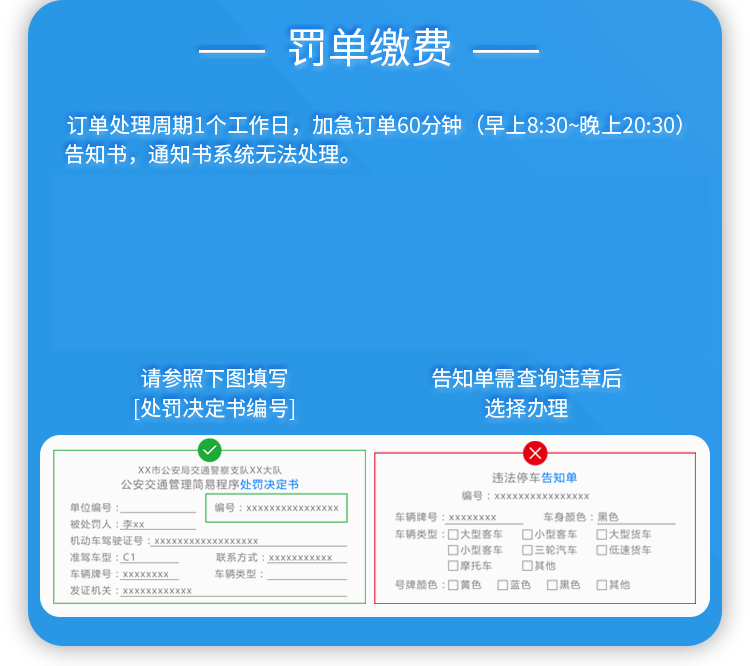 罚单缴费
订单处理周期1个工作日，加急订单60分钟（早上8:30~晚上20:30）
告知书，通知书系统无法处理。
请参照下图填写
[处罚决定书编号]
告知单需查询违章后
选择办理
XX市公安局交通警察支队XX大队
公安交通管理简易程序处罚决定书
单位编号：
编号：xxxxxxxxxxxxxxxx
被处罚人：李xx
机动车驾驶证号：xxxxxxxxxxxxxxxxxx
准驾车型：C1 联系方式：xxxxxxxxxxx
车辆牌号：xxxxxxxx 车辆类型：
发证机关：xxxxxxxxxxxx
违法停车告知单
编号：xxxxxxxxxxxxxxxx
车辆牌号：xxxxxxxx 车身颜色：黑色
车辆类型：□大型客车 □小型客车 □大型货车
□小型客车 □三轮汽车 □低速货车
□摩托车 □其他
号牌颜色：□黄色 □蓝色 □黑色 □其他